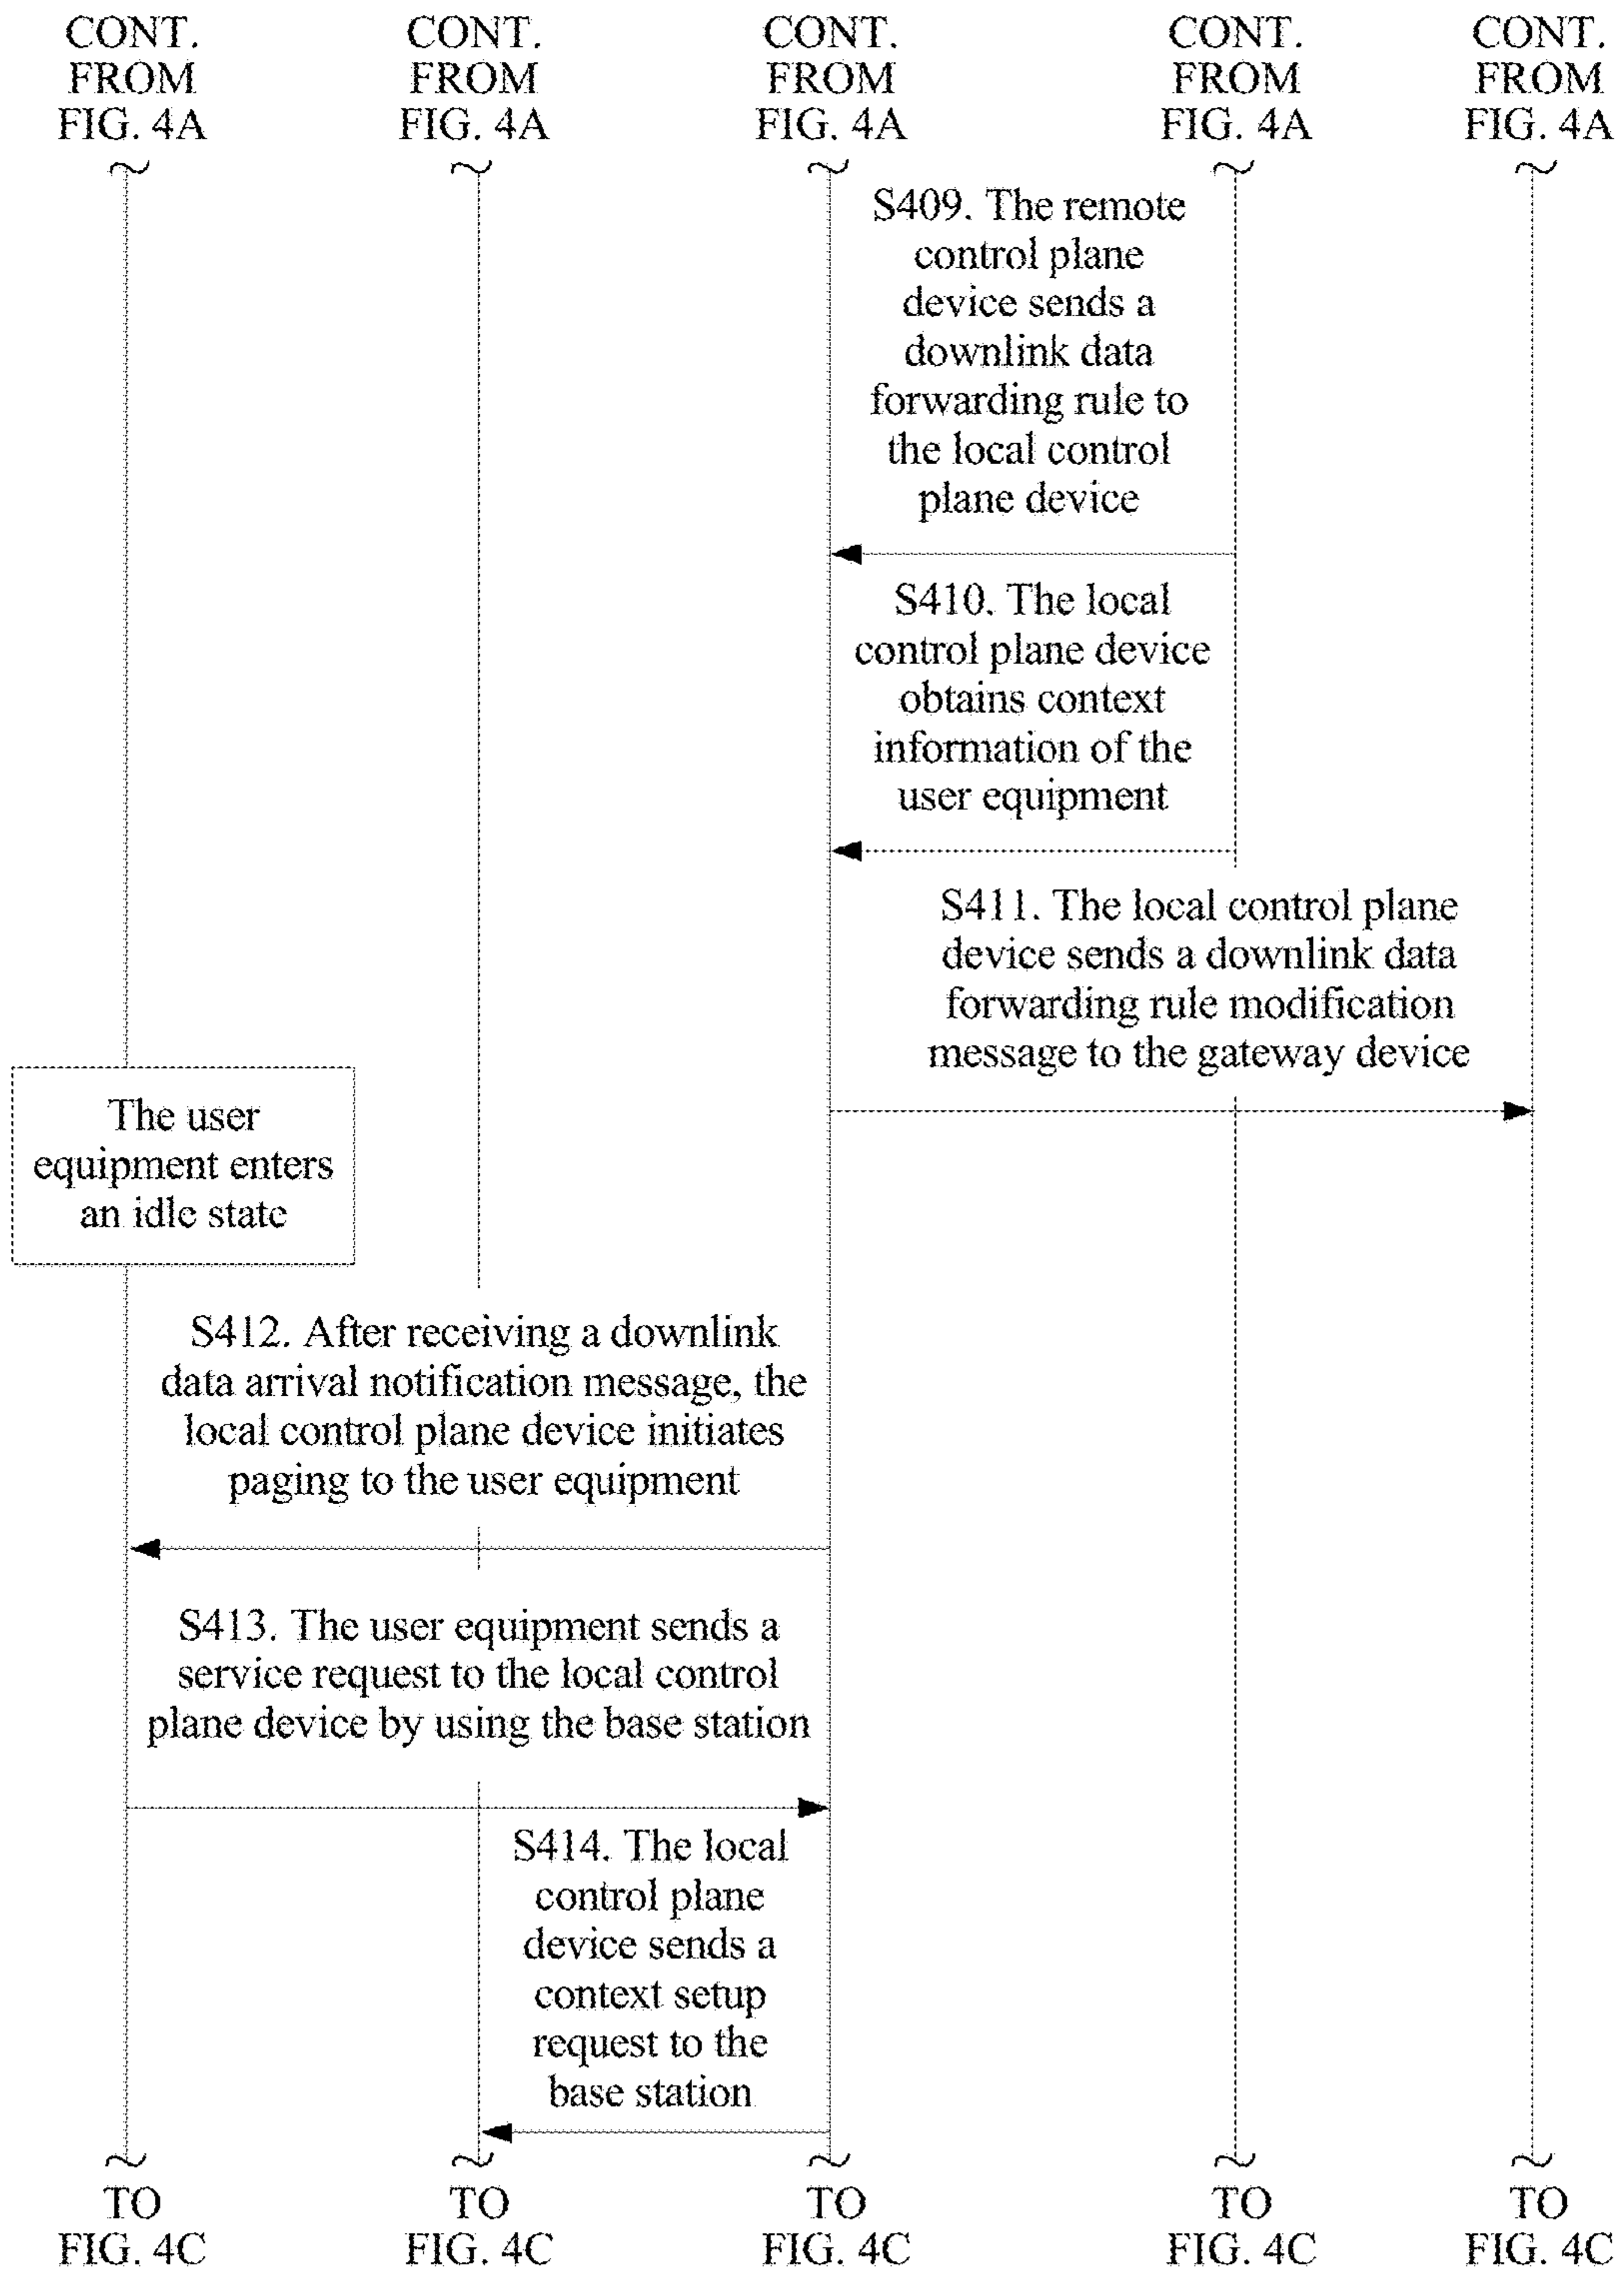 CONT.
FROM
FIG. 4A
CONT.
FROM
FIG. 4A
CONT.
FROM
FIG. 4A
CONT.
FROM
FIG. 4A
CONT.
FROM
FIG. 4A
S409. The remote
control plane
device sends a
downlink data
forwarding rule to
the local control
plane device
S410. The local
control plane device
obtains context
information of the
user equipment
S411. The local control plane
device sends a downlink data
forwarding rule modification
message to the gateway device
The user
equipment enters
an idle state
S412. After receiving a downlink
data arrival notification message, the
local control plane device initiates
paging to the user equipment
S413. The user equipment sends a
service request to the local control
plane device by using the base station
S414. The local
control plane
device sends a
context setup
request to the
base station
TO
FIG. 4C
TO
FIG. 4C
TO
FIG. 4C
TO
FIG. 4C
TO
FIG. 4C